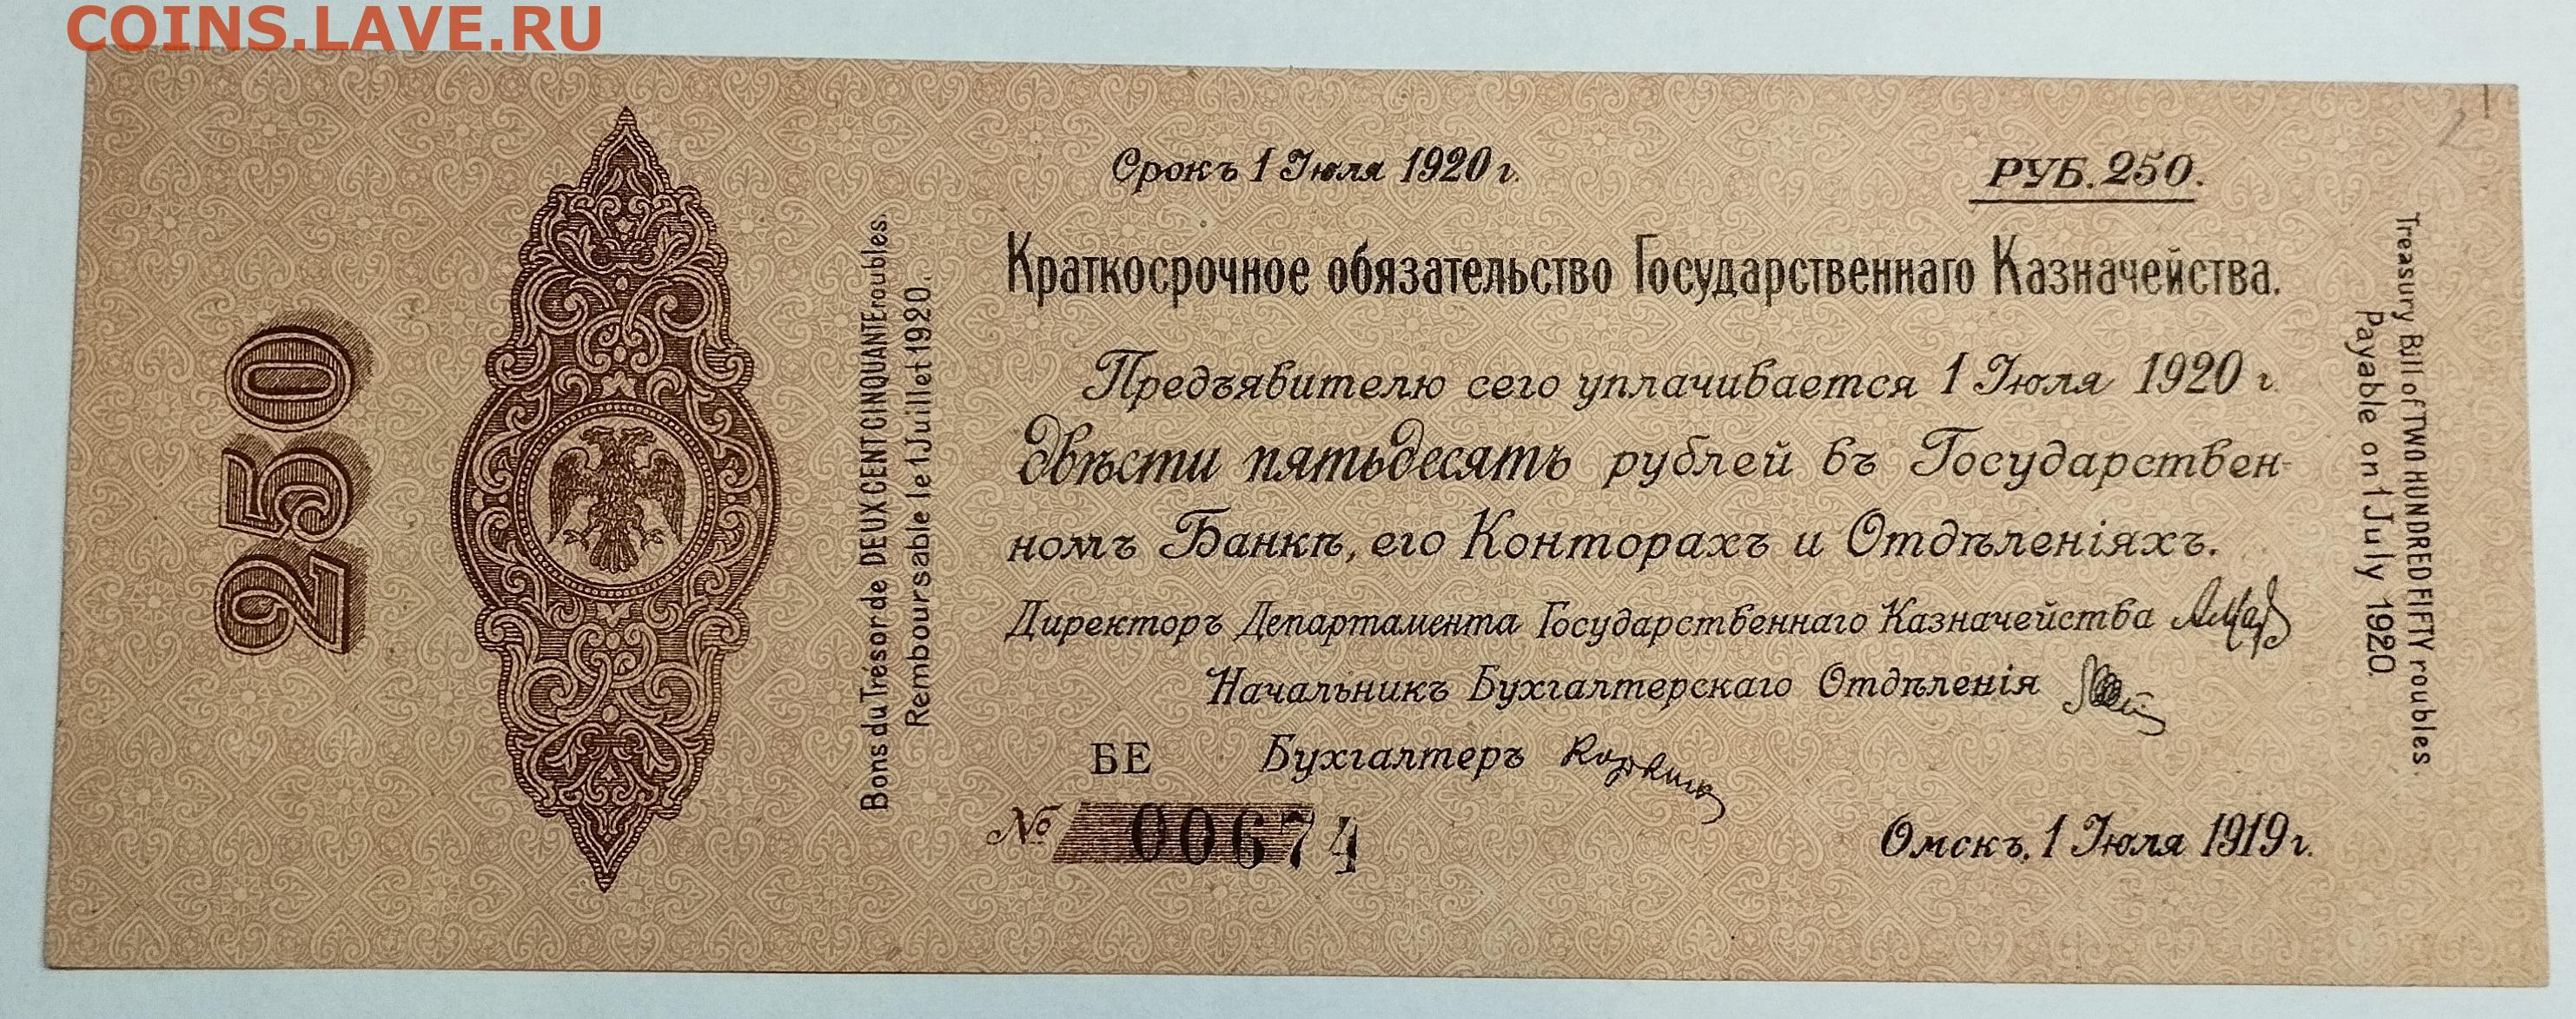 COINS.LAVE.RU
250
Bons du Trésor de DEUX CENT CINQUANTE roubles.
Remboursable le 1 Juillet 1920.
Срокъ 1 Іюля 1920 г.
РУБ. 250.
Краткосрочное обязательство Государственнаго Казначейства.
Предъявителю сего уплачивается 1 Іюля 1920 г.
двѣсти пятьдесятъ рублей въ Государствен-
номъ Банкѣ, его Конторахъ и Отдѣленіяхъ.
Директоръ Департамента Государственнаго Казначейства
Начальникъ Бухгалтерскаго Отдѣленія
БЕ Бухгалтеръ
№ 00674
Омскъ, 1 Іюля 1919 г.
Treasury Bill of TWO HUNDRED FIFTY roubles.
Payable on 1 July 1920.